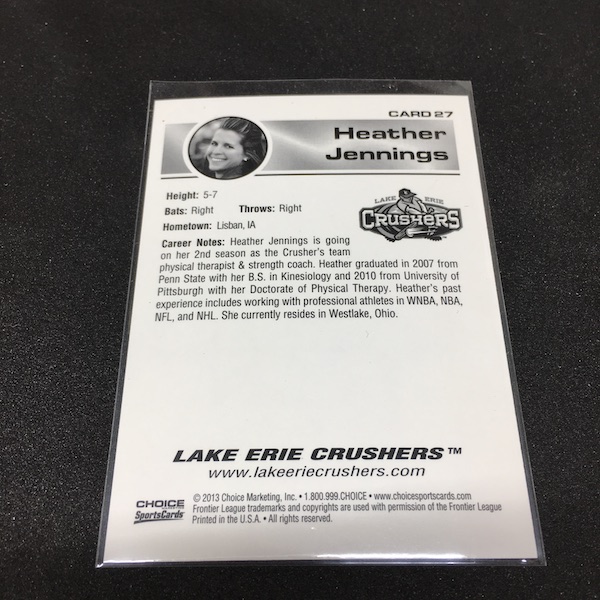 CARD 27
Heather
Jennings
Height: 5-7
Bats: Right Throws: Right
Hometown: Lisban, IA
LAKE ERIE
CRUSHERS
Career Notes: Heather Jennings is going
on her 2nd season as the Crusher's team
physical therapist & strength coach. Heather graduated in 2007 from
Penn State with her B.S. in Kinesiology and 2010 from University of
Pittsburgh with her Doctorate of Physical Therapy. Heather's past
experience includes working with professional athletes in WNBA, NBA,
NFL, and NHL. She currently resides in Westlake, Ohio.
LAKE ERIE CRUSHERS™
www.lakeeriecrushers.com
CHOICE
SportsCards
© 2013 Choice Marketing, Inc. • 1.800.999.CHOICE • www.choicesportscards.com
Frontier League trademarks and copyrights are used with permission of the Frontier League
Printed in the U.S.A. • All rights reserved.